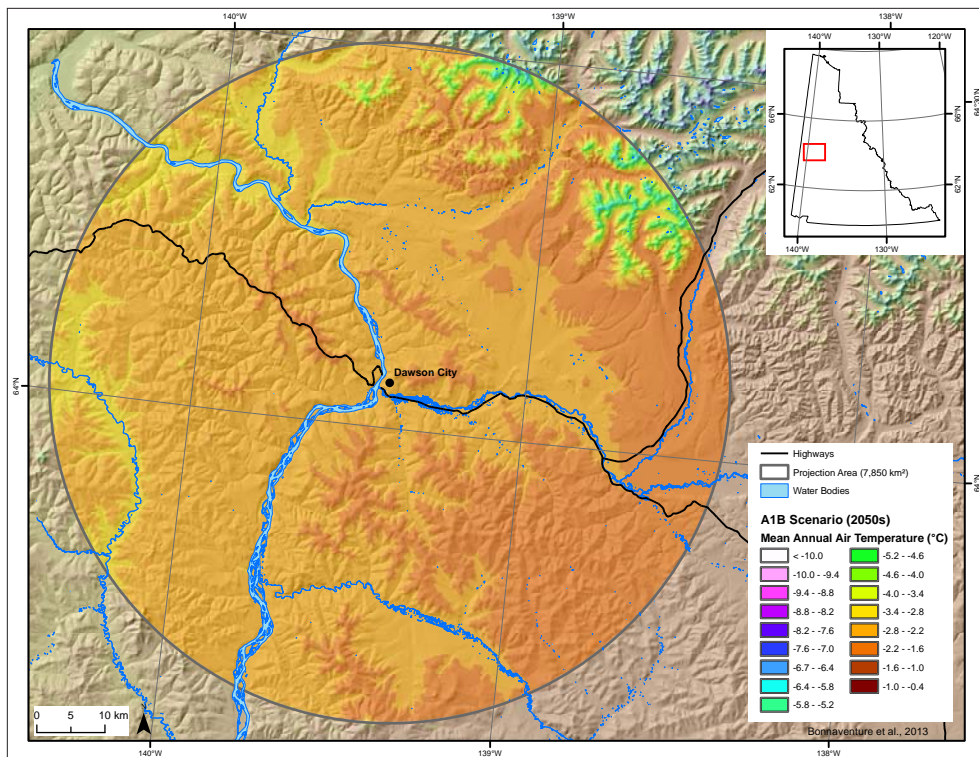 140°W
139°W
138°W
140°W
130°W
120°W
66°N
66°N
62°N
62°N
140°W
130°W
64°30'N
64°N
Dawson City
64°N
Highways
Projection Area (7,850 km²)
Water Bodies
A1B Scenario (2050s)
Mean Annual Air Temperature (°C)
< -10.0
-10.0 - -9.4
-9.4 - -8.8
-8.8 - -8.2
-8.2 - -7.6
-7.6 - -7.0
-6.7 - -6.4
-6.4 - -5.8
-5.8 - -5.2
-5.2 - -4.6
-4.6 - -4.0
-4.0 - -3.4
-3.4 - -2.8
-2.8 - -2.2
-2.2 - -1.6
-1.6 - -1.0
-1.0 - -0.4
0 5 10 km
Bonnaventure et al., 2013
140°W
139°W
138°W